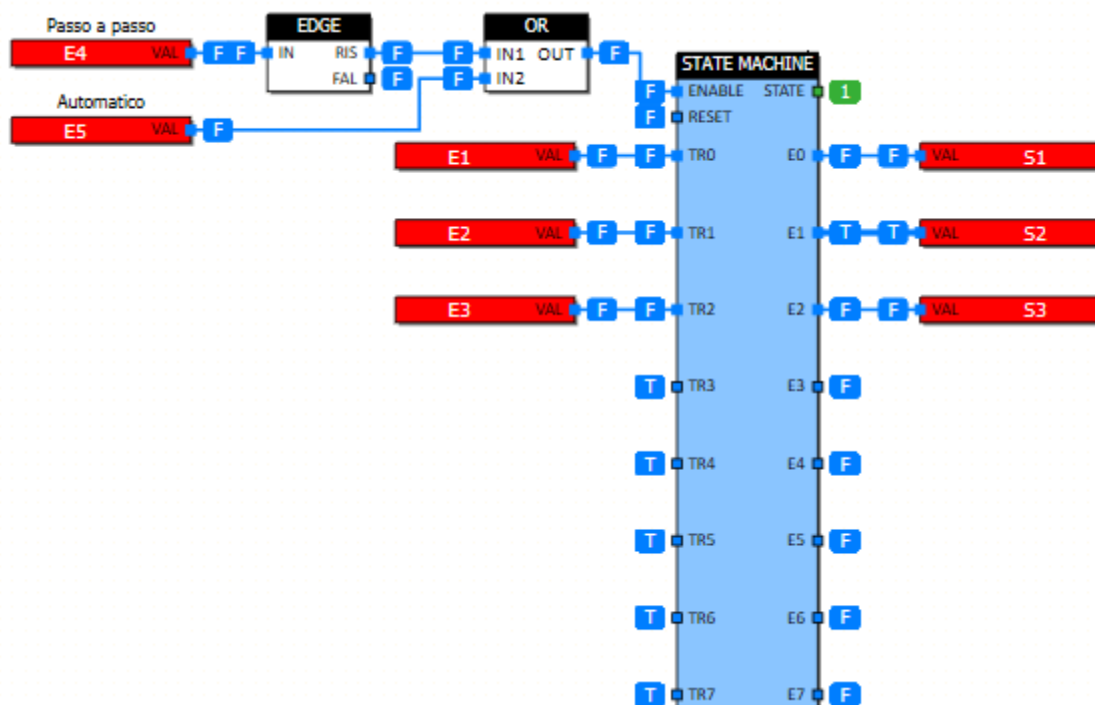 Passo a passo
E4 VAL F F IN EDGE RIS F F IN1 OR OUT F
FAL F F IN2
Automatico
E5 VAL F
STATE MACHINE
F ENABLE STATE 1
F RESET
E1 VAL F F TR0 E0 F F VAL S1
E2 VAL F F TR1 E1 T T VAL S2
E3 VAL F F TR2 E2 F F VAL S3
T TR3 E3 F
T TR4 E4 F
T TR5 E5 F
T TR6 E6 F
T TR7 E7 F